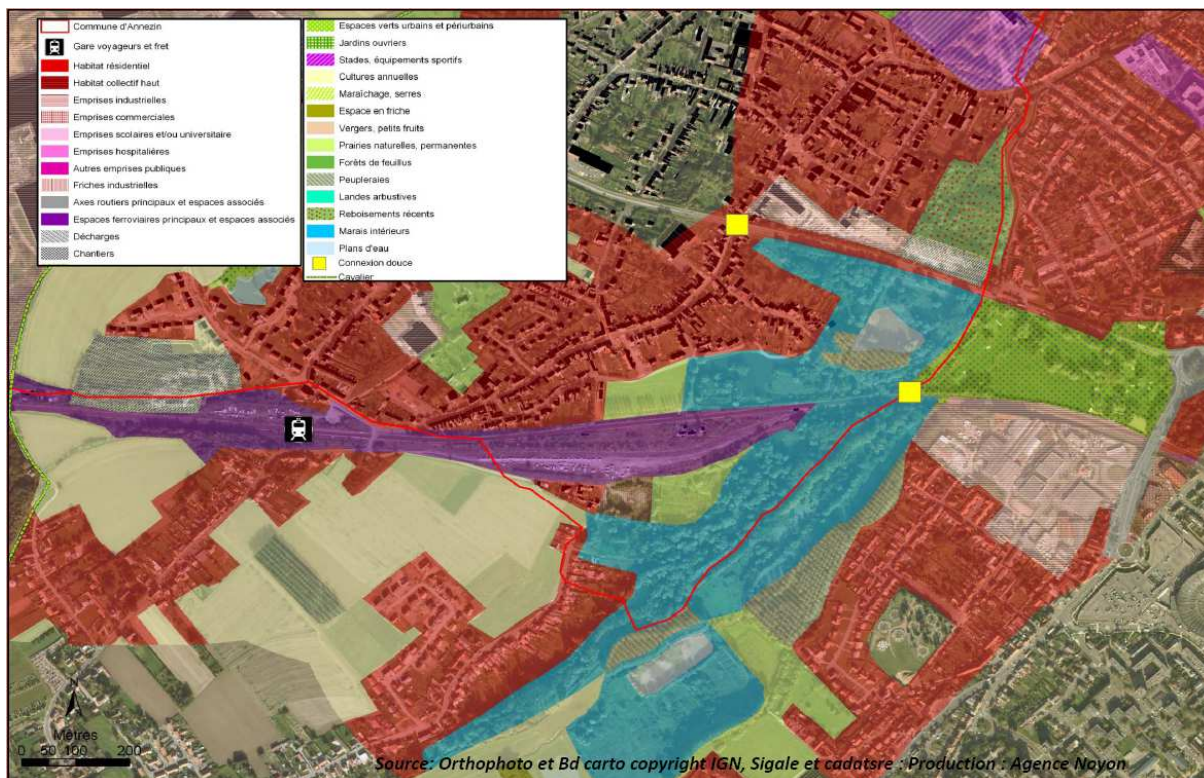 Commune d'Annezin
Gare voyageurs et fret
Habitat résidentiel
Habitat collectif haut
Emprises industrielles
Emprises commerciales
Emprises scolaires et/ou universitaire
Emprises hospitalières
Autres emprises publiques
Friches industrielles
Axes routiers principaux et espaces associés
Espaces ferroviaires principaux et espaces associés
Décharges
Chantiers
Espaces verts urbains et périurbains
Jardins ouvriers
Stades, équipements sportifs
Cultures annuelles
Maraîchage, serres
Espace en friche
Vergers, petits fruits
Prairies naturelles, permanentes
Forêts de feuillus
Peupleraies
Landes arbustives
Reboisements récents
Marais intérieurs
Plans d'eau
Connexion douce
Cavalier
N
Mètres
0 50 100 200
Source: Orthophoto et Bd carto copyright IGN, Sigale et cadatsre : Production : Agence Noyon